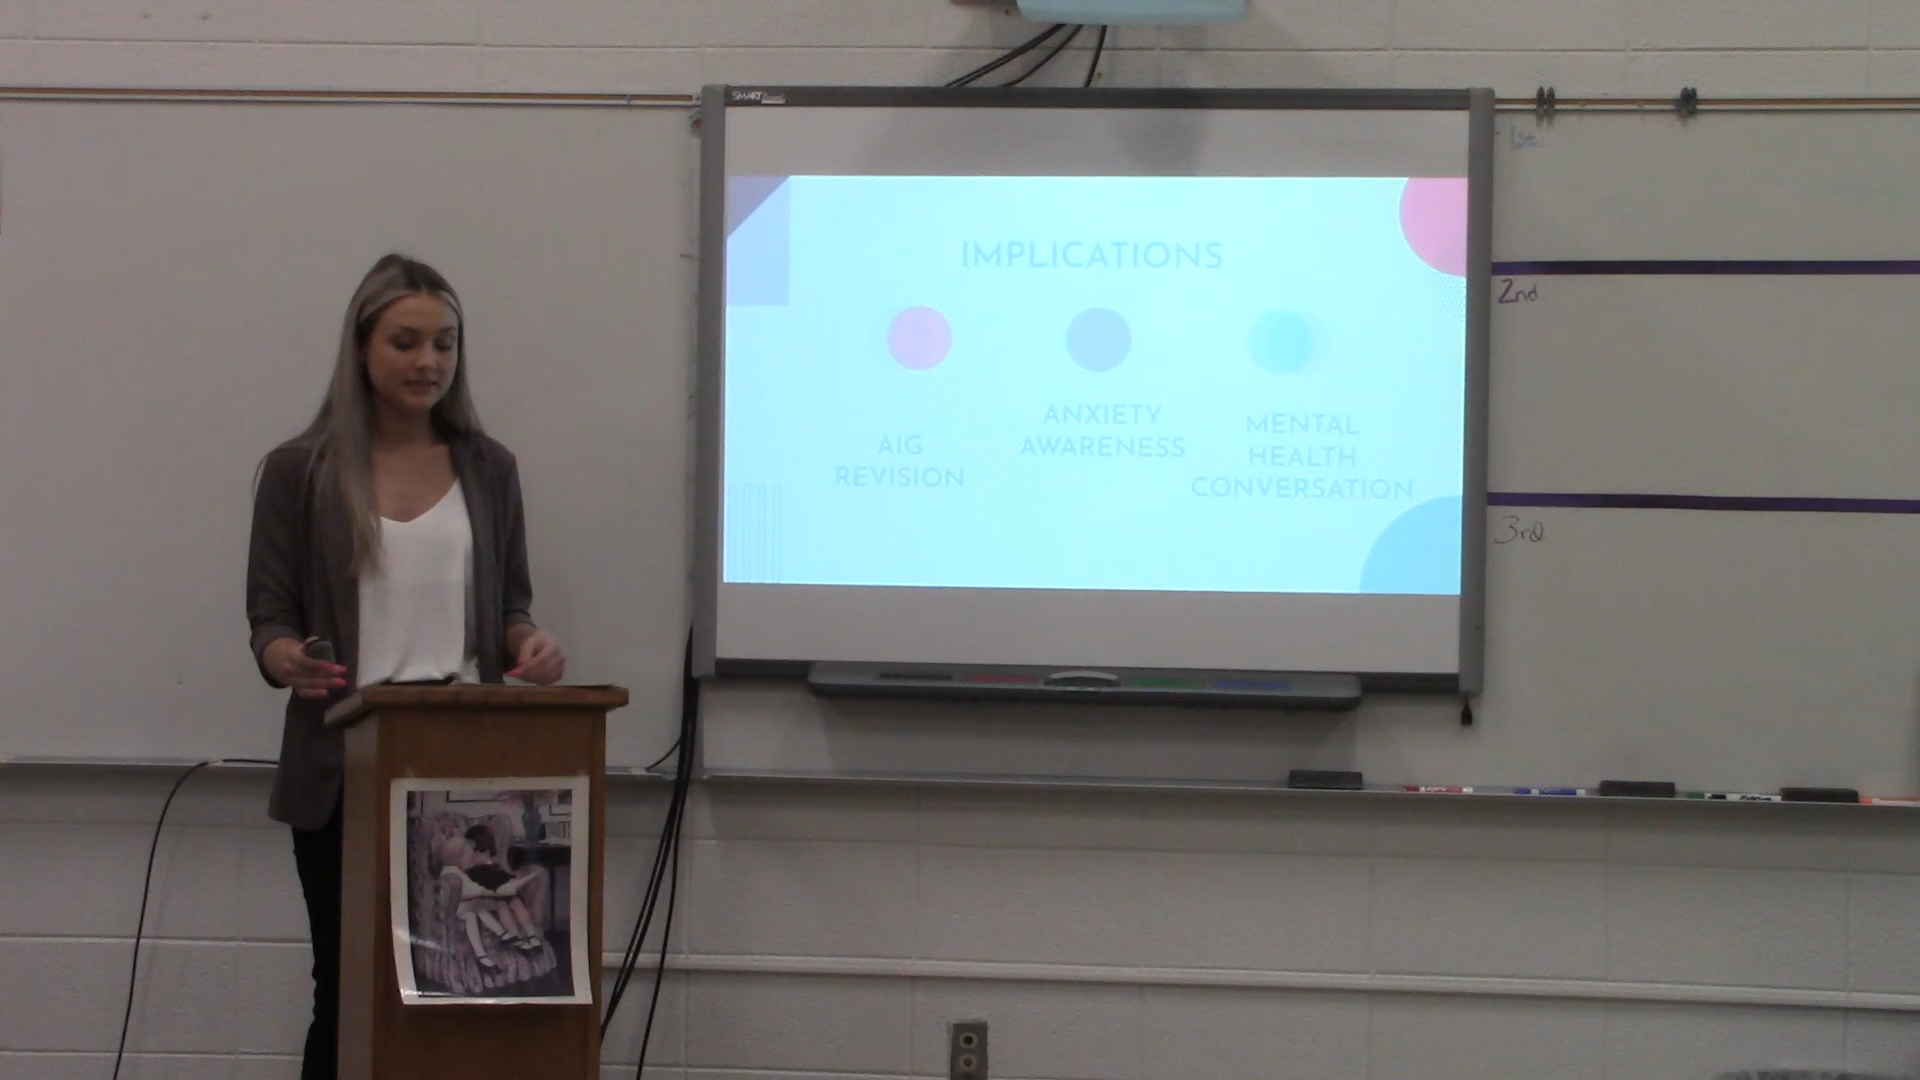 SMART
IMPLICATIONS
AIG
REVISION
ANXIETY
AWARENESS
MENTAL
HEALTH
CONVERSATION
1st
2nd
3rd